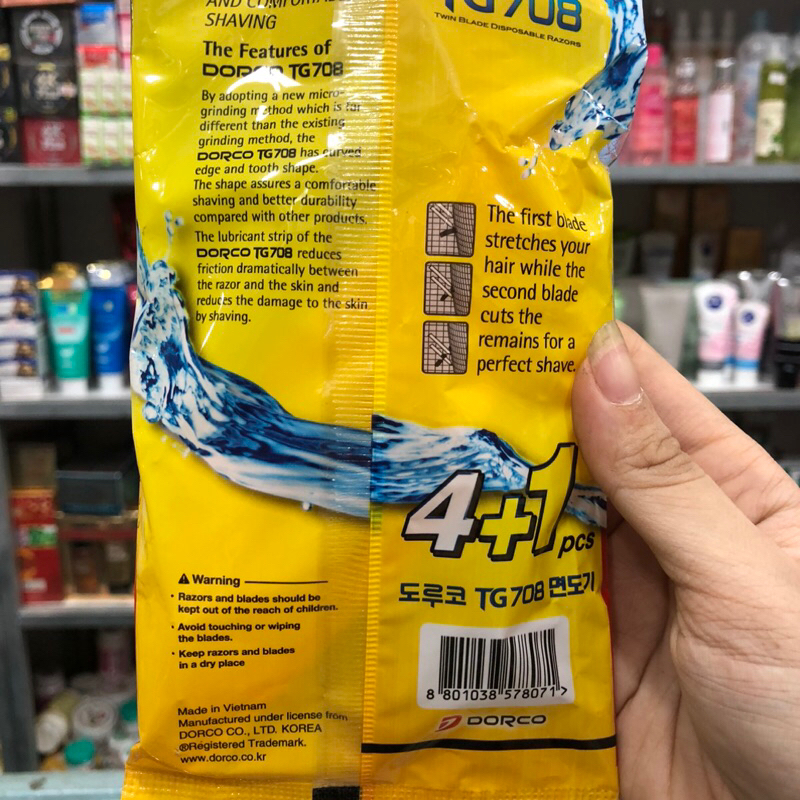 AND COMFORTABLE
SHAVING
The Features of
DORCO TG708
By adopting a new micro-
grinding method which is far
different than the existing
grinding method, the
DORCO TG708 has curved
edge and tooth shape.
The shape assures a comfortable
shaving and better durability
compared with other products.
The lubricant strip of the
DORCO TG708 reduces
friction dramatically between
the razor and the skin and
reduces the damage to the skin
by shaving.
⚠ Warning
· Razors and blades should be
kept out of the reach of children.
· Avoid touching or wiping
the blades.
· Keep razors and blades
in a dry place
Made in Vietnam
Manufactured under license from
DORCO CO., LTD. KOREA
®Registered Trademark.
www.dorco.co.kr
TG708
TWIN BLADE DISPOSABLE RAZORS
The first blade
stretches your
hair while the
second blade
cuts the
remains for a
perfect shave.
4+1pcs
도루코 TG708 면도기
8 801038 578071 >
DORCO